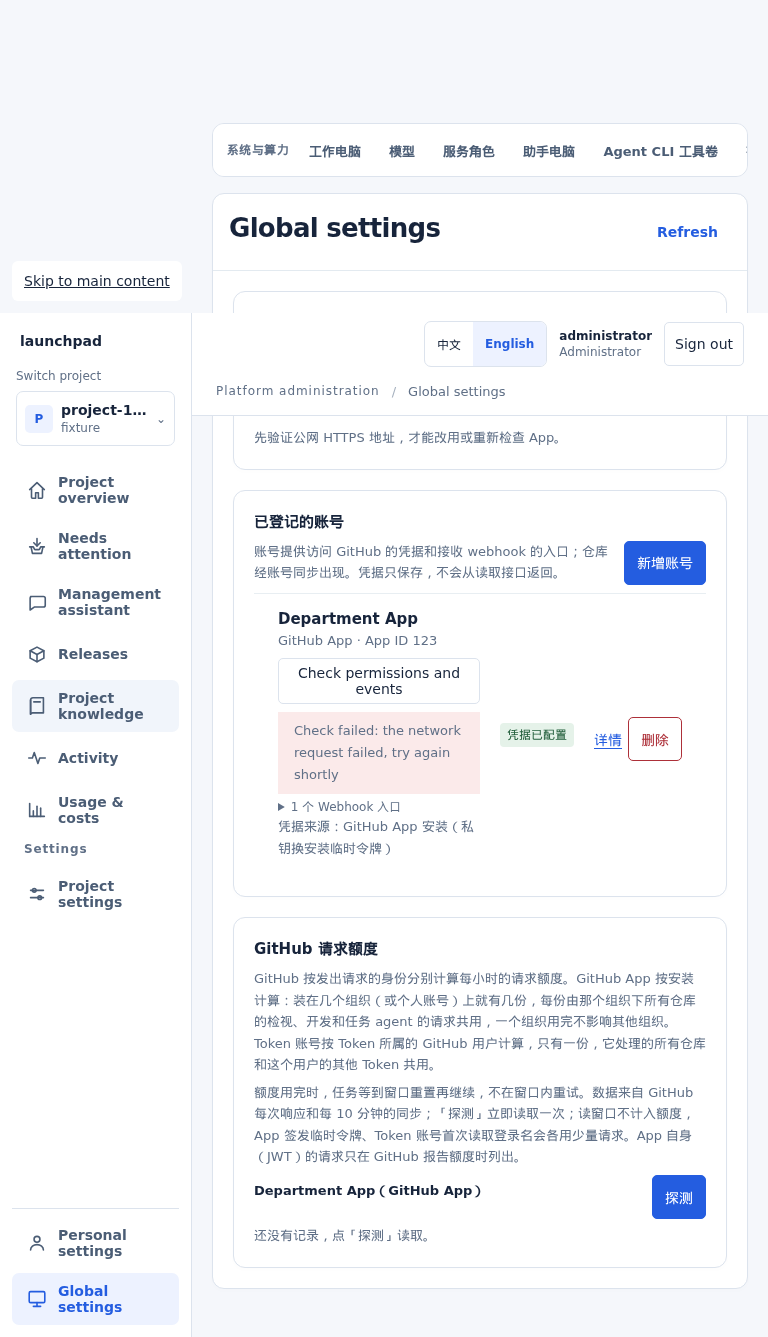 系统与算力
工作电脑
模型
服务角色
助手电脑
Agent CLI 工具卷
Global settings
Refresh
Skip to main content
launchpad
Switch project
P
project-1…
fixture
中文
English
administrator
Administrator
Sign out
Platform administration / Global settings
Project
overview
Needs
attention
Management
assistant
Releases
Project
knowledge
Activity
Usage &
costs
Settings
Project
settings
Personal
settings
Global
settings
先验证公网 HTTPS 地址，才能改用或重新检查 App。
已登记的账号
账号提供访问 GitHub 的凭据和接收 webhook 的入口；仓库
经账号同步出现。凭据只保存，不会从读取接口返回。
新增账号
Department App
GitHub App · App ID 123
Check permissions and
events
Check failed: the network
request failed, try again
shortly
凭据已配置
详情
删除
1 个 Webhook 入口
凭据来源：GitHub App 安装（私
钥换安装临时令牌）
GitHub 请求额度
GitHub 按发出请求的身份分别计算每小时的请求额度。GitHub App 按安装
计算：装在几个组织（或个人账号）上就有几份，每份由那个组织下所有仓库
的检视、开发和任务 agent 的请求共用，一个组织用完不影响其他组织。
Token 账号按 Token 所属的 GitHub 用户计算，只有一份，它处理的所有仓库
和这个用户的其他 Token 共用。
额度用完时，任务等到窗口重置再继续，不在窗口内重试。数据来自 GitHub
每次响应和每 10 分钟的同步；「探测」立即读取一次；读窗口不计入额度，
App 签发临时令牌、Token 账号首次读取登录名会各用少量请求。App 自身
（JWT）的请求只在 GitHub 报告额度时列出。
Department App（GitHub App）
探测
还没有记录，点「探测」读取。